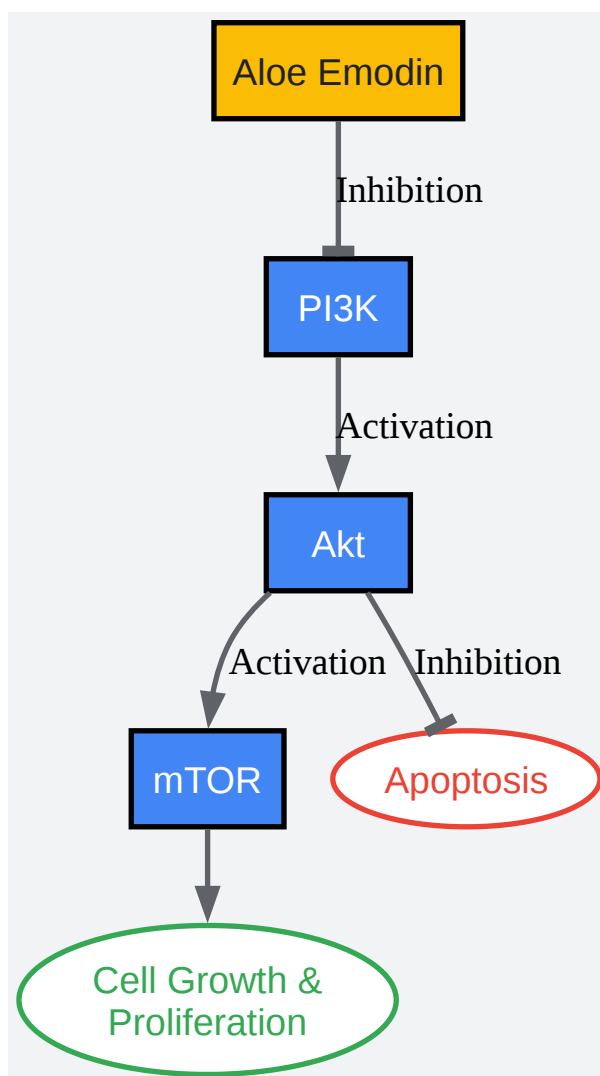 Aloe Emodin
Inhibition
PI3K
Activation
Akt
Activation
Inhibition
mTOR
Apoptosis
Cell Growth &
Proliferation